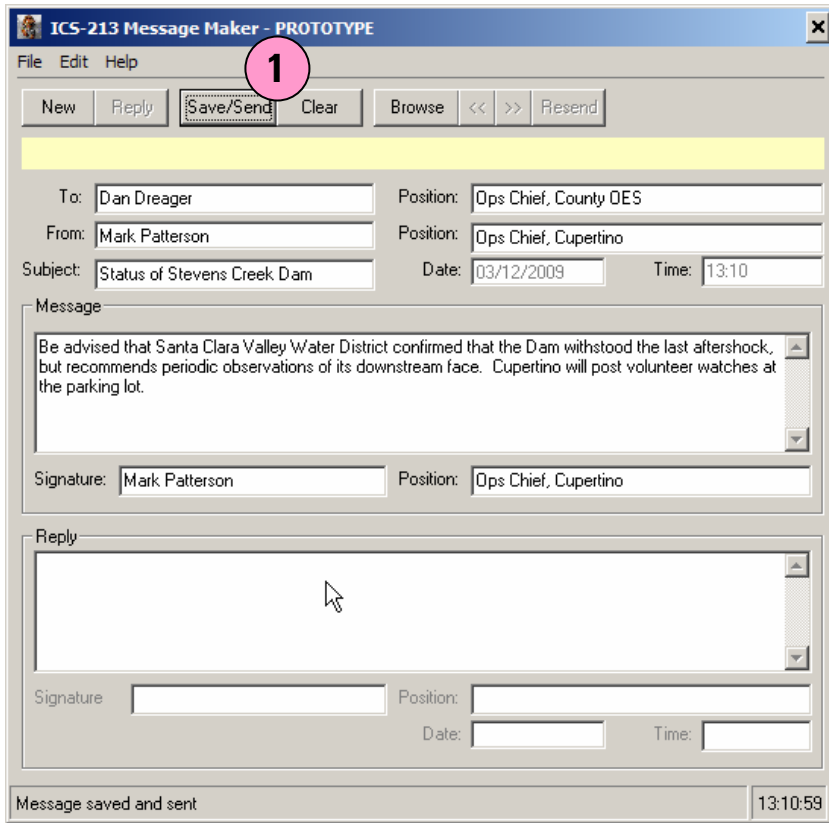 ICS-213 Message Maker - PROTOTYPE
File Edit Help
1
New Reply Save/Send Clear Browse << >> Resend
To: Dan Dreager Position: Ops Chief, County OES
From: Mark Patterson Position: Ops Chief, Cupertino
Subject: Status of Stevens Creek Dam Date: 03/12/2009 Time: 13:10
Message
Be advised that Santa Clara Valley Water District confirmed that the Dam withstood the last aftershock,
but recommends periodic observations of its downstream face. Cupertino will post volunteer watches at
the parking lot.
Signature: Mark Patterson Position: Ops Chief, Cupertino
Reply
Signature Position:
Date: Time:
Message saved and sent 13:10:59